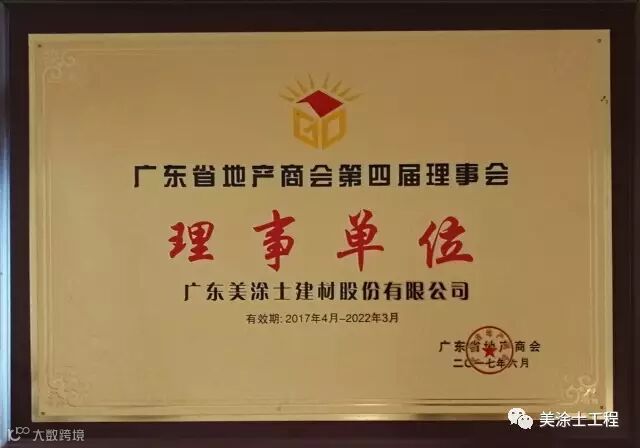 GD
广东省地产商会第四届理事会
理事单位
广东美涂士建材股份有限公司
有效期: 2017年4月-2022年3月
广东省地产商会
二〇一七年六月
美涂士工程
大数跨境